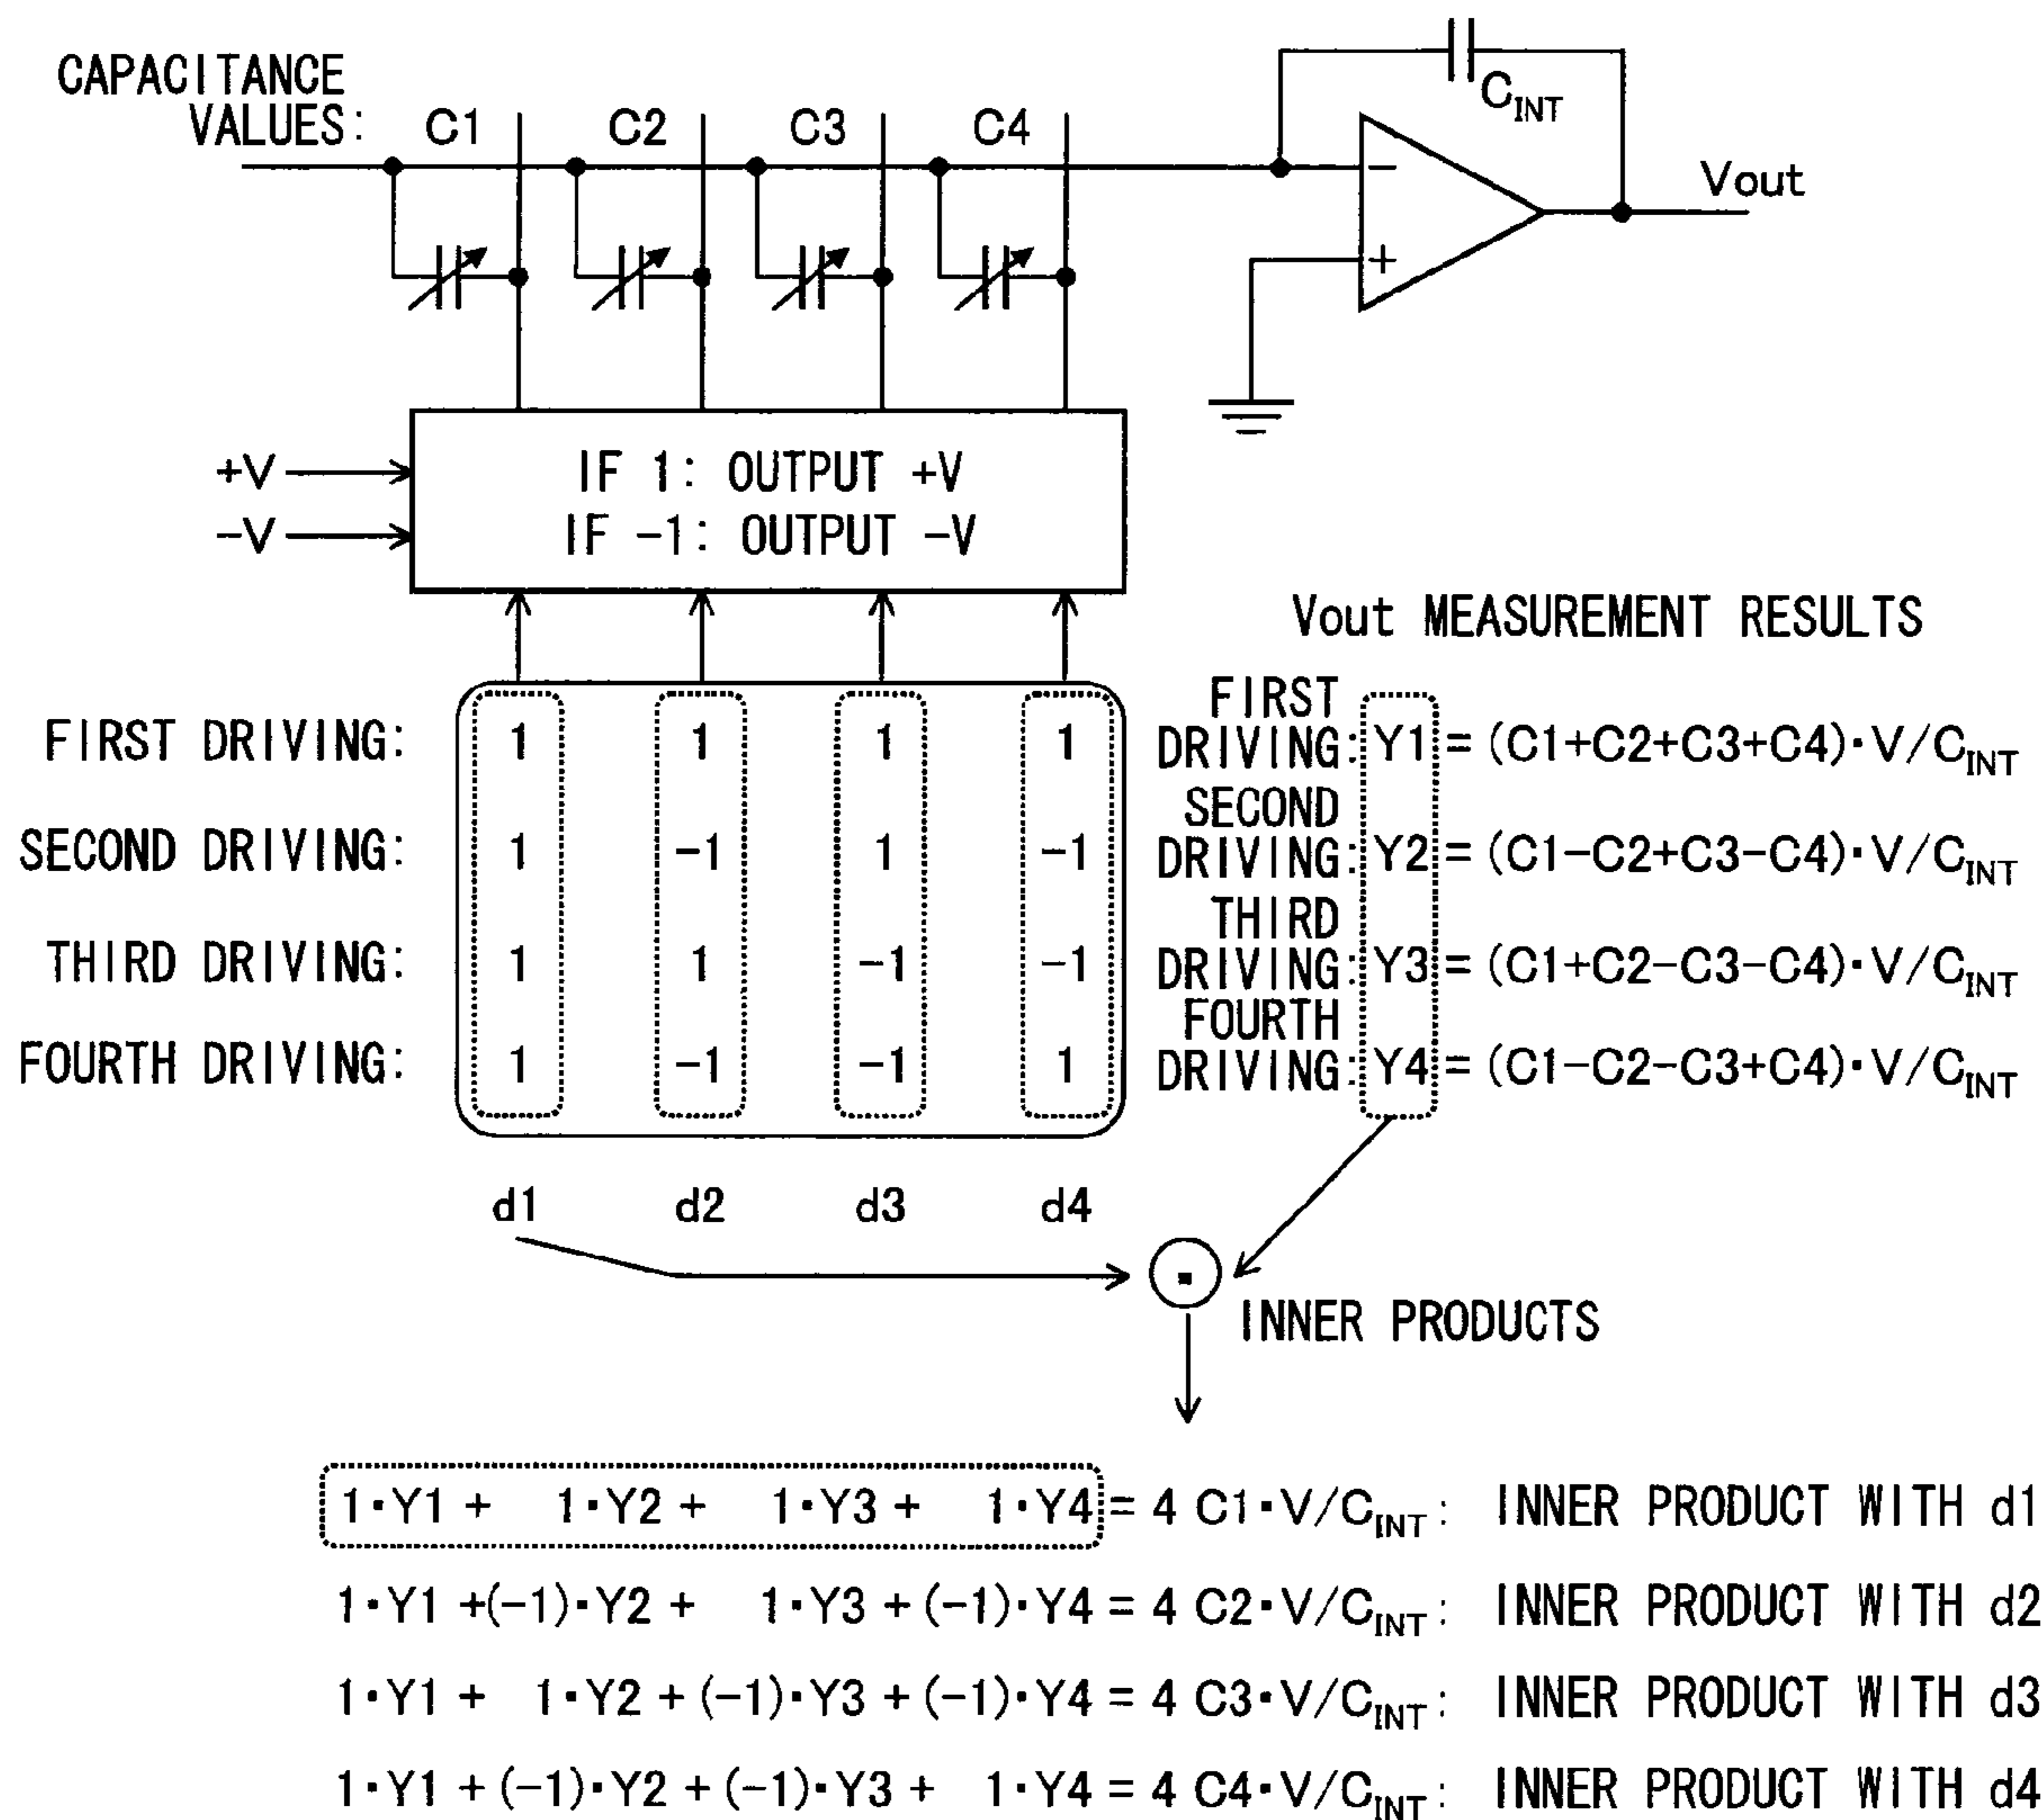 CAPACITANCE
VALUES: C1 C2 C3 C4
C_INT
−
+
Vout
+V
−V
IF 1: OUTPUT +V
IF −1: OUTPUT −V
Vout MEASUREMENT RESULTS
FIRST DRIVING: 1 1 1 1
SECOND DRIVING: 1 −1 1 −1
THIRD DRIVING: 1 1 −1 −1
FOURTH DRIVING: 1 −1 −1 1
FIRST
DRIVING: Y1 = (C1+C2+C3+C4)·V/C_INT
SECOND
DRIVING: Y2 = (C1−C2+C3−C4)·V/C_INT
THIRD
DRIVING: Y3 = (C1+C2−C3−C4)·V/C_INT
FOURTH
DRIVING: Y4 = (C1−C2−C3+C4)·V/C_INT
d1 d2 d3 d4
INNER PRODUCTS
1·Y1 + 1·Y2 + 1·Y3 + 1·Y4 = 4 C1·V/C_INT: INNER PRODUCT WITH d1
1·Y1 +(−1)·Y2 + 1·Y3 +(−1)·Y4 = 4 C2·V/C_INT: INNER PRODUCT WITH d2
1·Y1 + 1·Y2 +(−1)·Y3 +(−1)·Y4 = 4 C3·V/C_INT: INNER PRODUCT WITH d3
1·Y1 +(−1)·Y2 +(−1)·Y3 + 1·Y4 = 4 C4·V/C_INT: INNER PRODUCT WITH d4